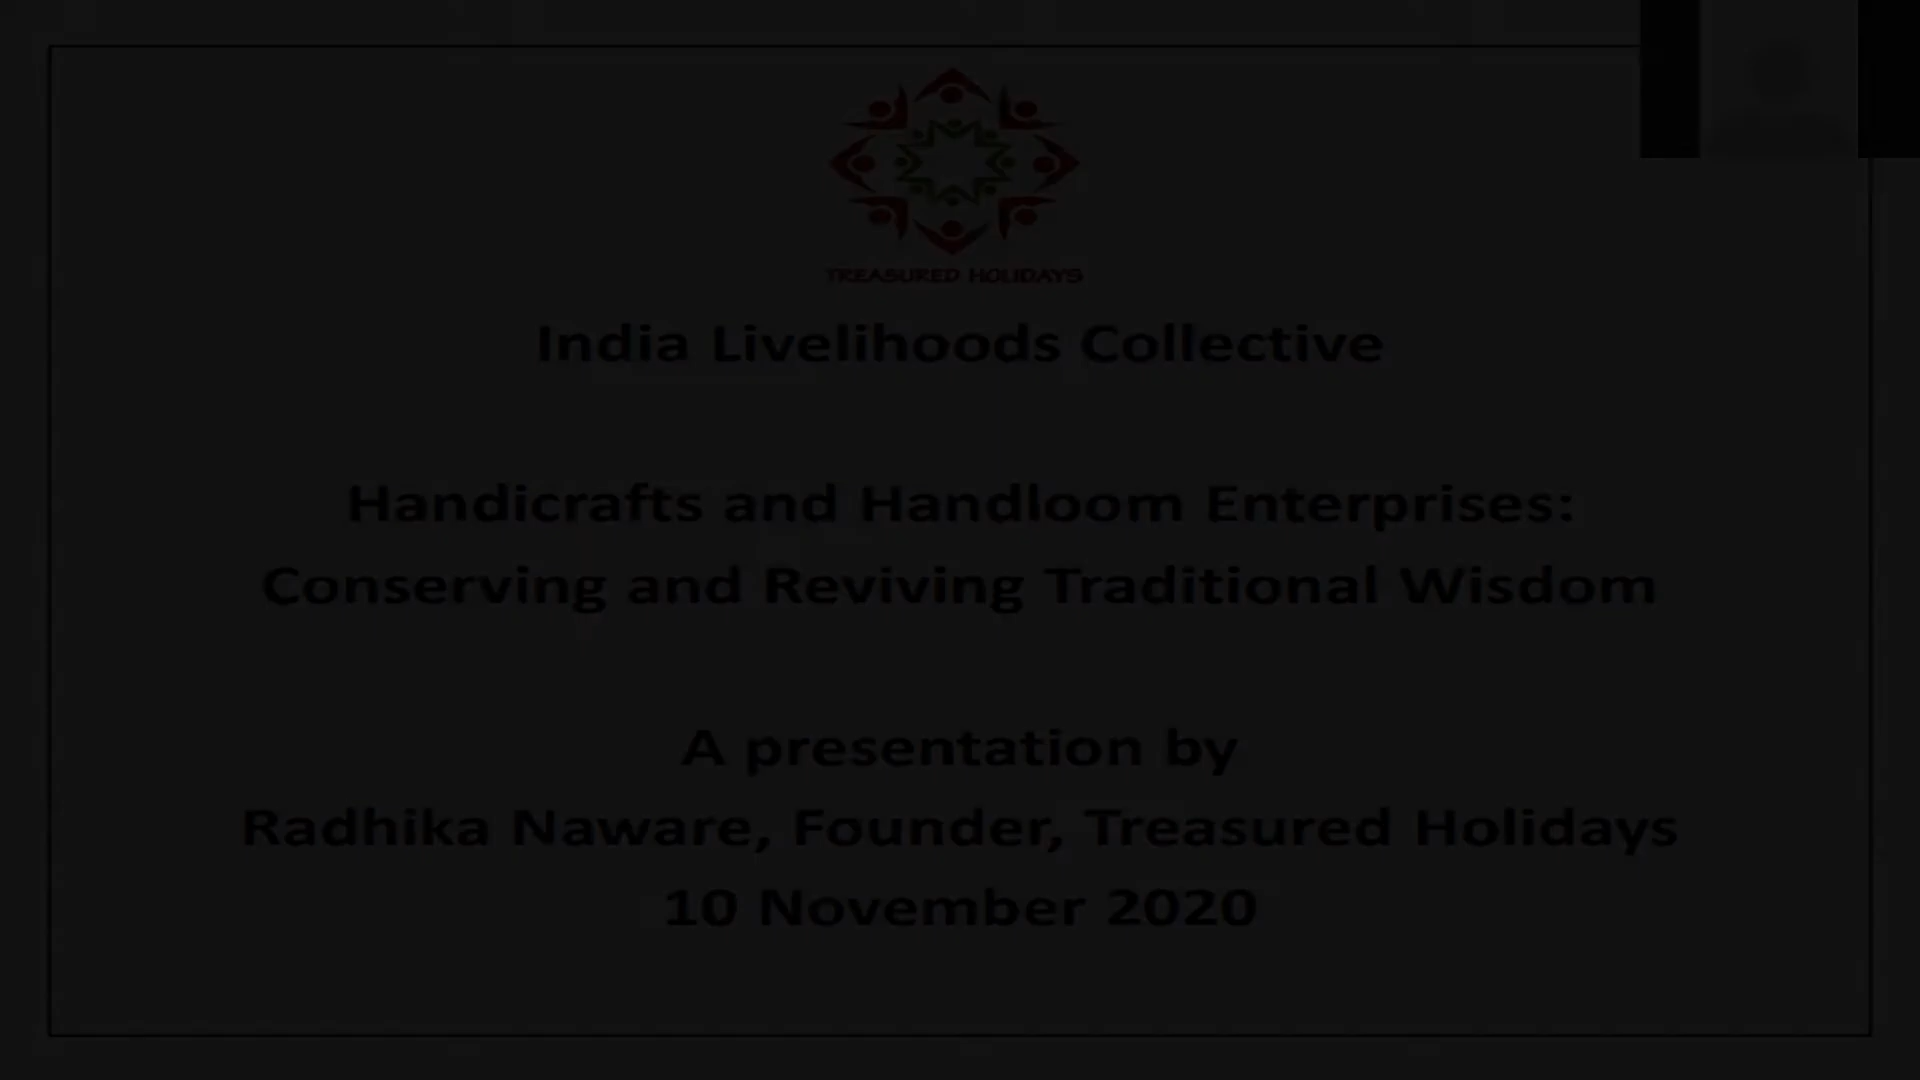 TREASURED HOLIDAYS
India Livelihoods Collective
Handicrafts and Handloom Enterprises:
Conserving and Reviving Traditional Wisdom
A presentation by
Radhika Naware, Founder, Treasured Holidays
10 November 2020